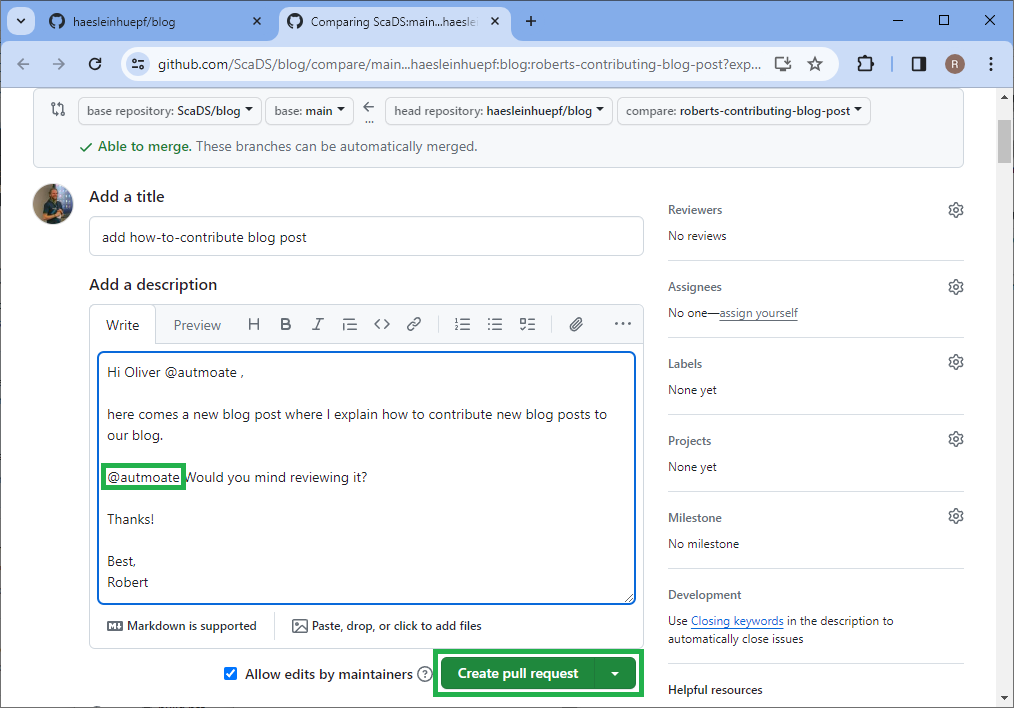 haesleinhuepf/blog
Comparing ScaDS:main...haeslei
github.com/ScaDS/blog/compare/main...haesleinhuepf:blog:roberts-contributing-blog-post?exp...
R
base repository: ScaDS/blog
base: main
...
head repository: haesleinhuepf/blog
compare: roberts-contributing-blog-post
Able to merge. These branches can be automatically merged.
Add a title
add how-to-contribute blog post
Add a description
Write
Preview
Hi Oliver @autmoate ,
here comes a new blog post where I explain how to contribute new blog posts to
our blog.
@autmoate Would you mind reviewing it?
Thanks!
Best,
Robert
Markdown is supported
Paste, drop, or click to add files
Allow edits by maintainers
Create pull request
Reviewers
No reviews
Assignees
No one—assign yourself
Labels
None yet
Projects
None yet
Milestone
No milestone
Development
Use Closing keywords in the description to
automatically close issues
Helpful resources